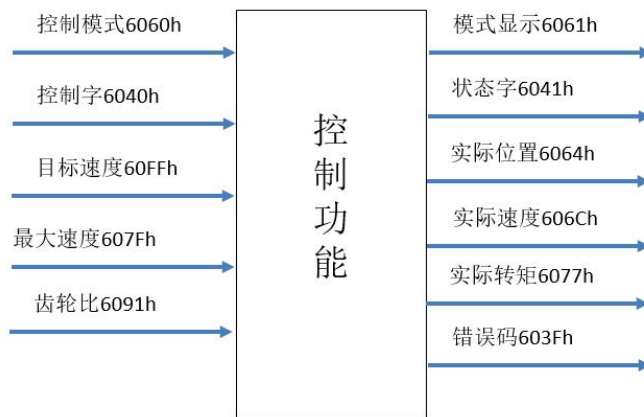 控制模式6060h
控制字6040h
目标速度60FFh
最大速度607Fh
齿轮比6091h
控
制
功
能
模式显示6061h
状态字6041h
实际位置6064h
实际速度606Ch
实际转矩6077h
错误码603Fh